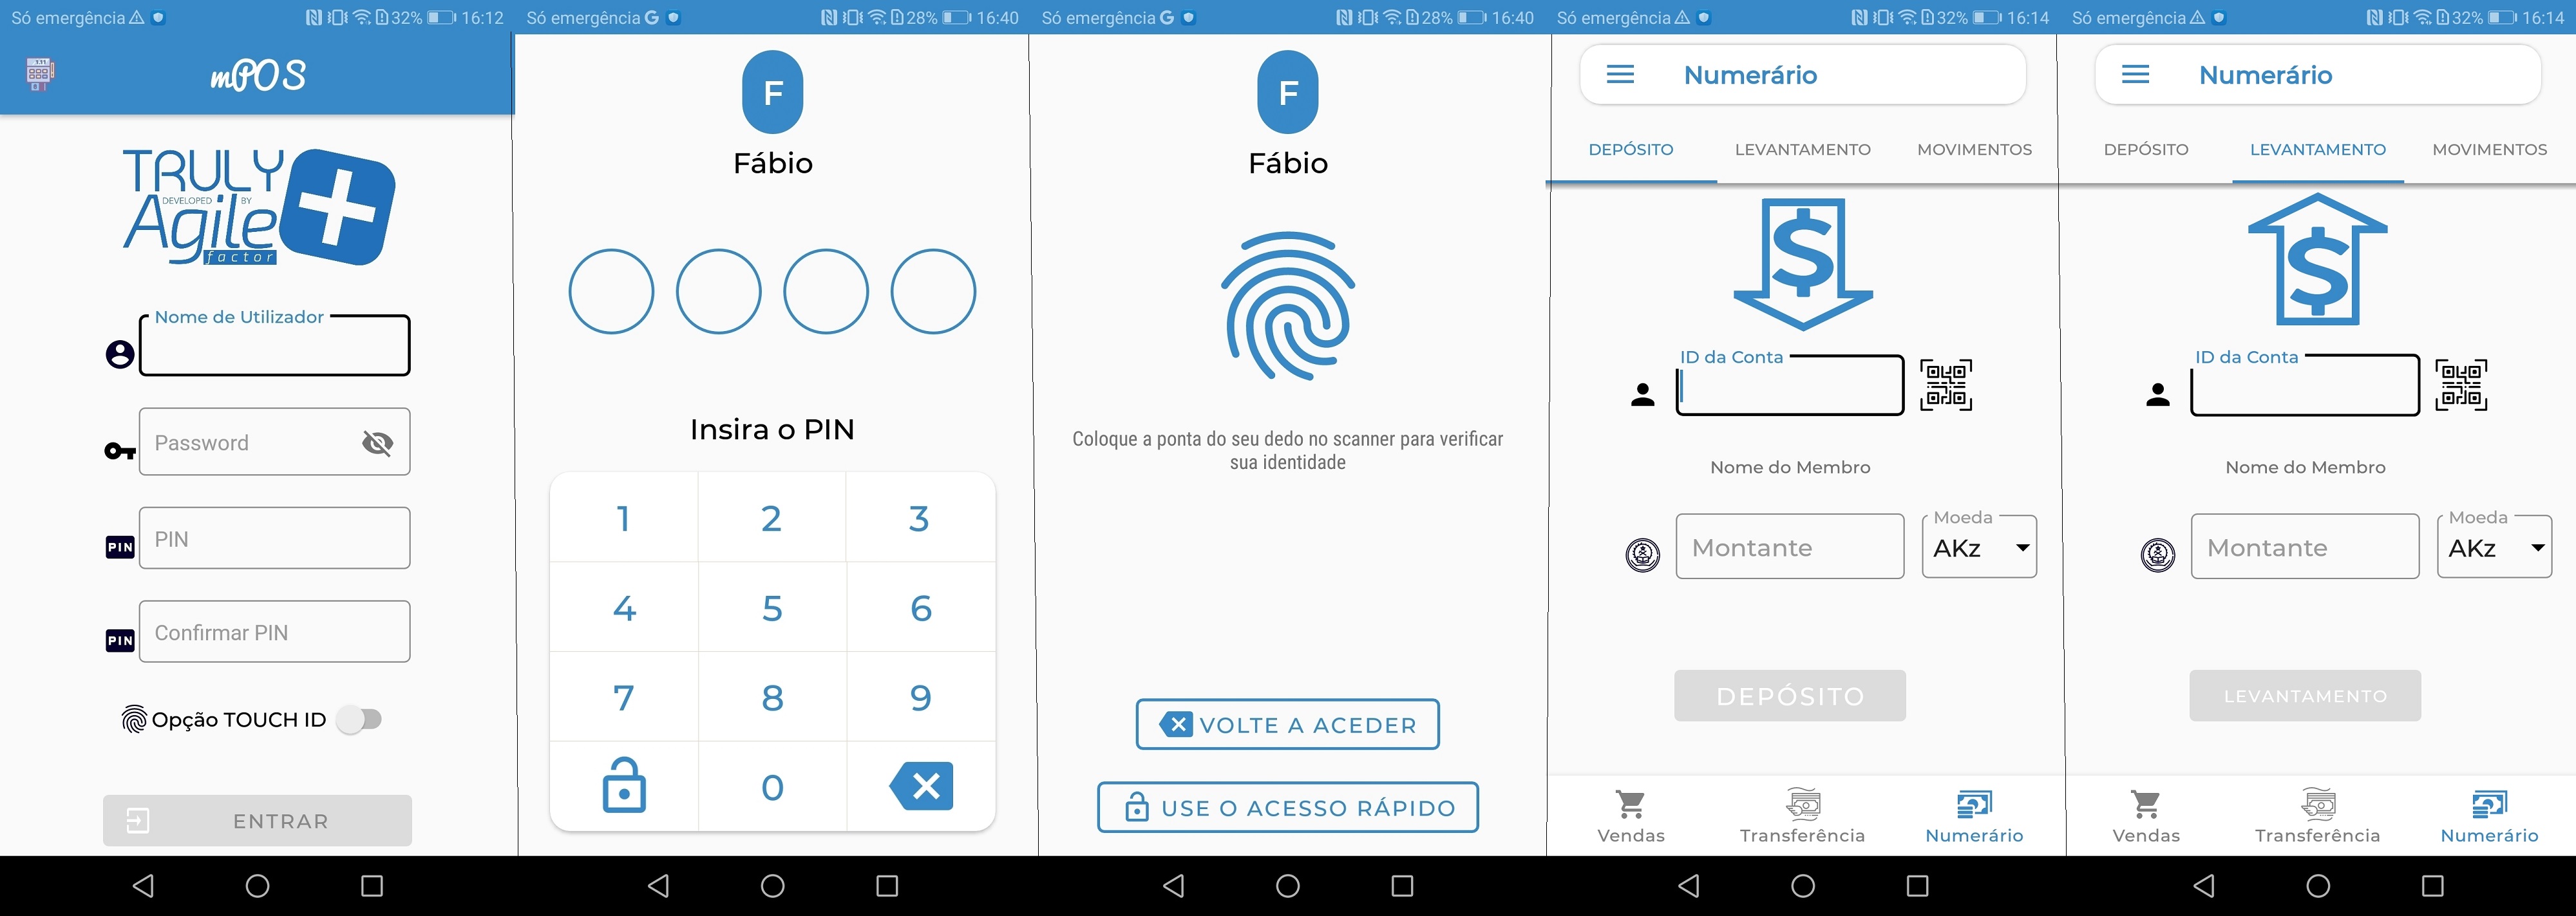 Só emergência 32% 16:12
mPOS
TRULY
DEVELOPED BY
Agile
factor
Nome de Utilizador
Password
PIN
PIN
PIN
Confirmar PIN
Opção TOUCH ID
ENTRAR
Só emergência G 28% 16:40
F
Fábio
Insira o PIN
1 2 3
4 5 6
7 8 9
0
Só emergência G 28% 16:40
F
Fábio
Coloque a ponta do seu dedo no scanner para verificar
sua identidade
VOLTE A ACEDER
USE O ACESSO RÁPIDO
Só emergência 32% 16:14
Numerário
DEPÓSITO LEVANTAMENTO MOVIMENTOS
$
ID da Conta
Nome do Membro
Montante
Moeda
AKz
DEPÓSITO
Vendas Transferência Numerário
Só emergência 32% 16:14
Numerário
DEPÓSITO LEVANTAMENTO MOVIMENTOS
$
ID da Conta
Nome do Membro
Montante
Moeda
AKz
LEVANTAMENTO
Vendas Transferência Numerário